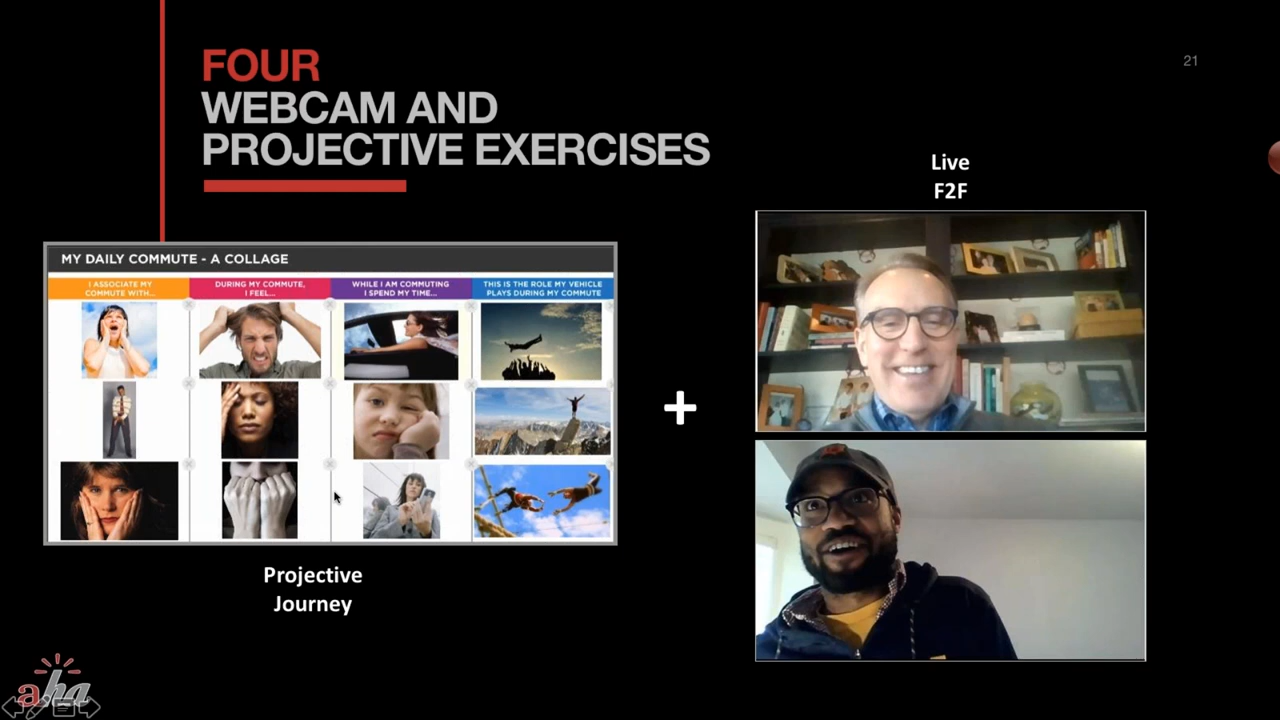 FOUR
WEBCAM AND
PROJECTIVE EXERCISES
21
Live
F2F
MY DAILY COMMUTE - A COLLAGE
I ASSOCIATE MY
COMMUTE WITH...
DURING MY COMMUTE,
I FEEL...
WHILE I AM COMMUTING
I SPEND MY TIME...
THIS IS THE ROLE MY VEHICLE
PLAYS DURING MY COMMUTE
+
Projective
Journey
aha